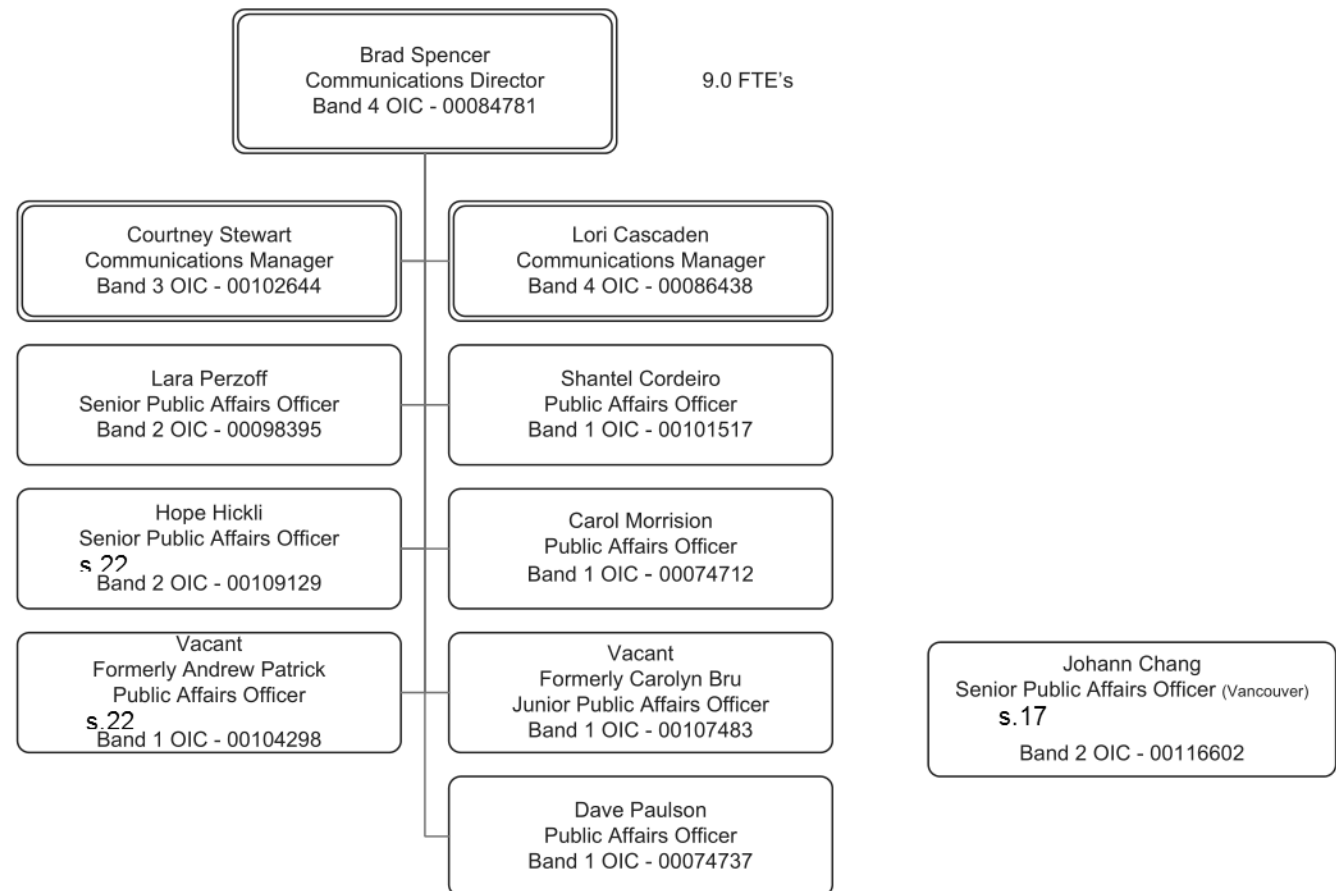 Brad Spencer
Communications Director
Band 4 OIC - 00084781
9.0 FTE's
Courtney Stewart
Communications Manager
Band 3 OIC - 00102644
Lori Cascaden
Communications Manager
Band 4 OIC - 00086438
Lara Perzoff
Senior Public Affairs Officer
Band 2 OIC - 00098395
Shantel Cordeiro
Public Affairs Officer
Band 1 OIC - 00101517
Hope Hickli
Senior Public Affairs Officer
s.22
Band 2 OIC - 00109129
Carol Morrision
Public Affairs Officer
Band 1 OIC - 00074712
Vacant
Formerly Andrew Patrick
Public Affairs Officer
s.22
Band 1 OIC - 00104298
Vacant
Formerly Carolyn Bru
Junior Public Affairs Officer
Band 1 OIC - 00107483
Johann Chang
Senior Public Affairs Officer (Vancouver)
s.17
Band 2 OIC - 00116602
Dave Paulson
Public Affairs Officer
Band 1 OIC - 00074737